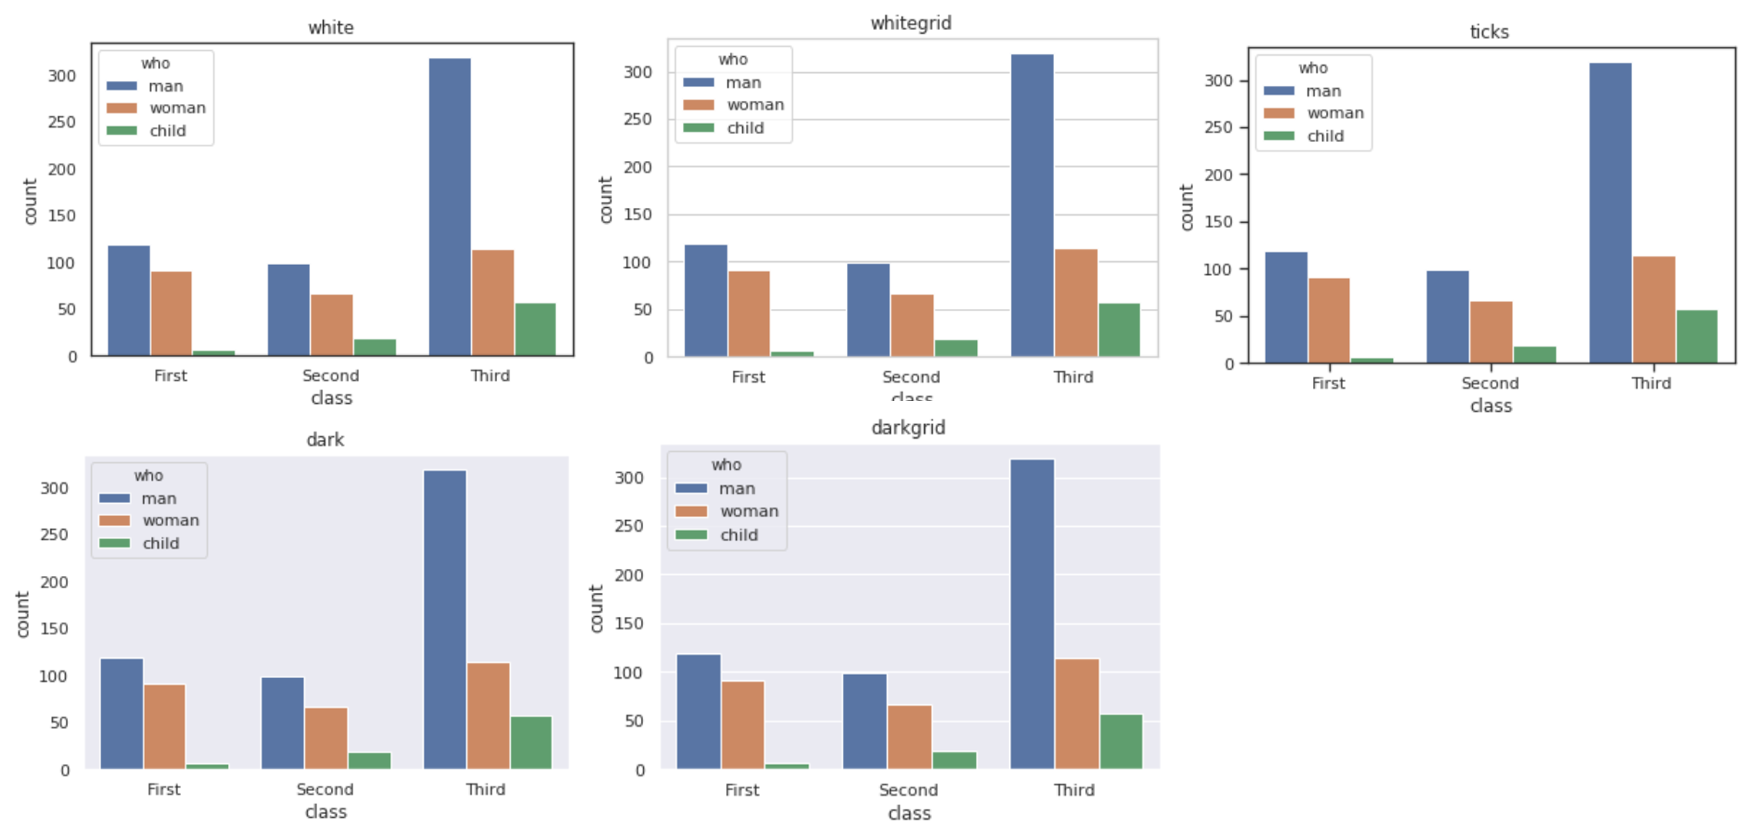 white
who
man
woman
child
300
250
200
150
100
50
0
count
First Second Third
class
whitegrid
who
man
woman
child
300
250
200
150
100
50
0
count
First Second Third
class
ticks
who
man
woman
child
300
250
200
150
100
50
0
count
First Second Third
class
dark
who
man
woman
child
300
250
200
150
100
50
0
count
First Second Third
class
darkgrid
who
man
woman
child
300
250
200
150
100
50
0
count
First Second Third
class